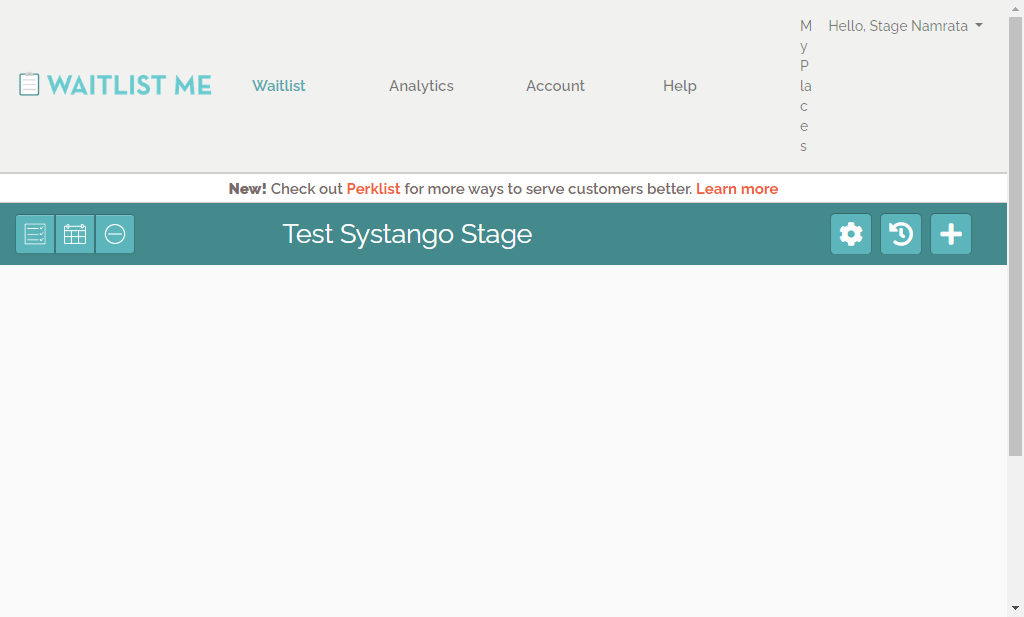 WAITLIST ME
Waitlist
Analytics
Account
Help
M
y
P
la
c
e
s
Hello, Stage Namrata
New! Check out Perklist for more ways to serve customers better. Learn more
Test Systango Stage